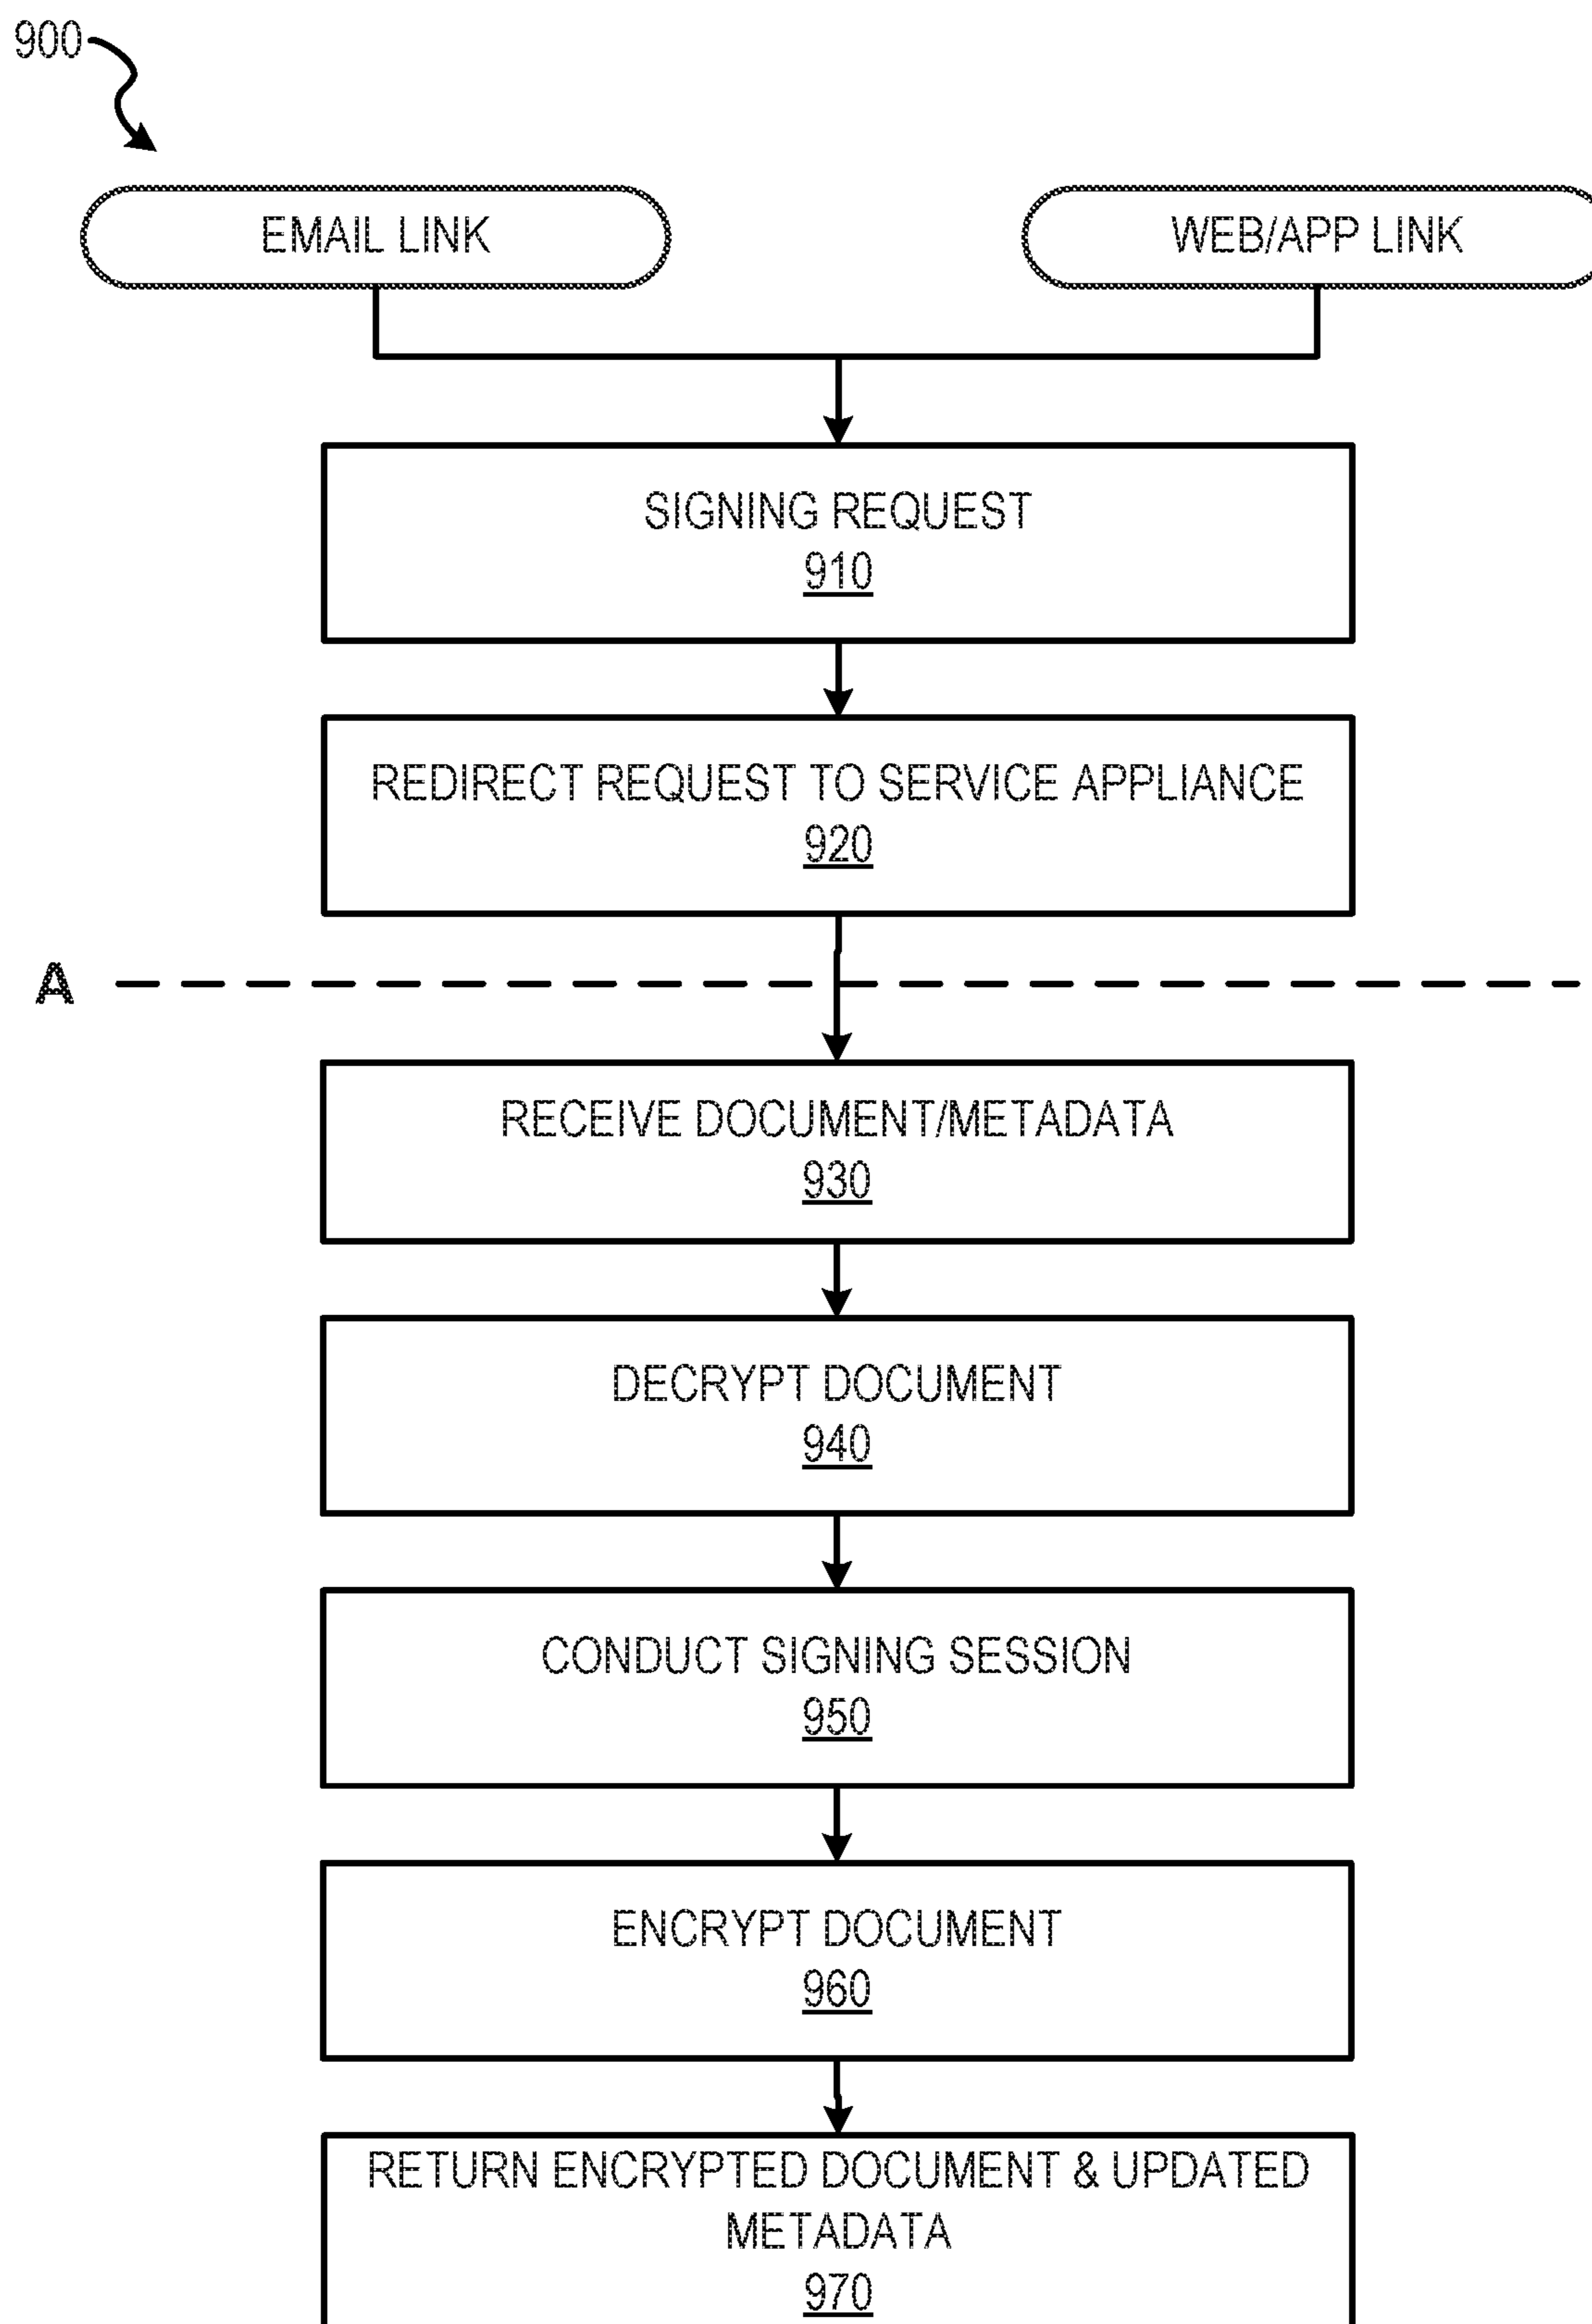 900
EMAIL LINK
WEB/APP LINK
SIGNING REQUEST
910
REDIRECT REQUEST TO SERVICE APPLIANCE
920
A
RECEIVE DOCUMENT/METADATA
930
DECRYPT DOCUMENT
940
CONDUCT SIGNING SESSION
950
ENCRYPT DOCUMENT
960
RETURN ENCRYPTED DOCUMENT & UPDATED
METADATA
970